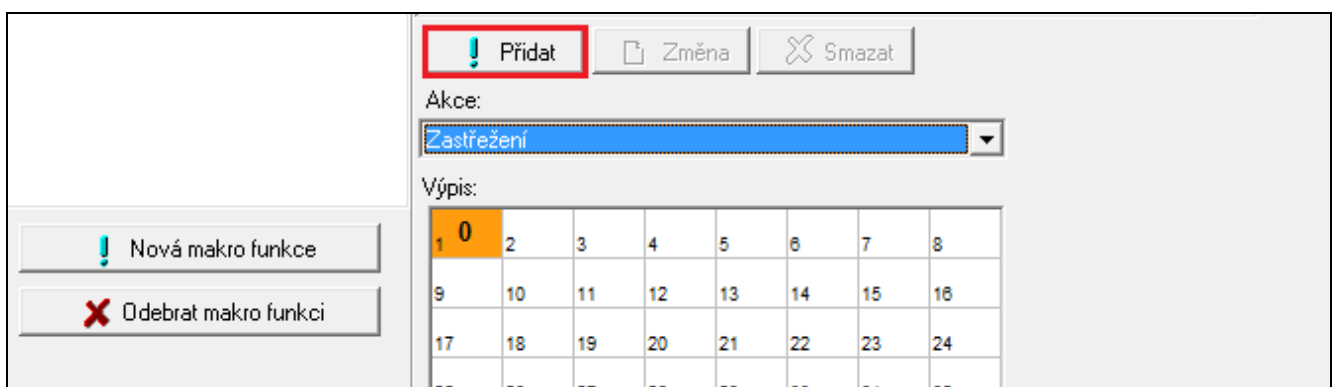 Přidat Změna Smazat
Akce:
Zastřežení
Výpis:
1 0 2 3 4 5 6 7 8
Nová makro funkce
9 10 11 12 13 14 15 16
Odebrat makro funkci
17 18 19 20 21 22 23 24